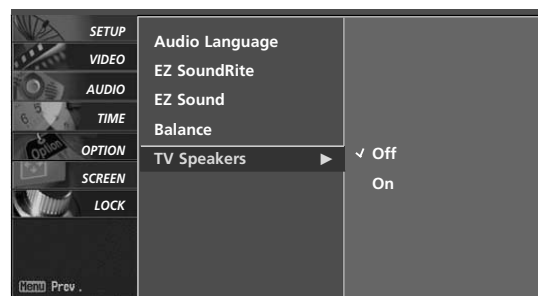 SETUP
VIDEO
AUDIO
TIME
OPTION
SCREEN
LOCK
Menu Prev.
Audio Language
EZ SoundRite
EZ Sound
Balance
TV Speakers ▶
✓ Off
On